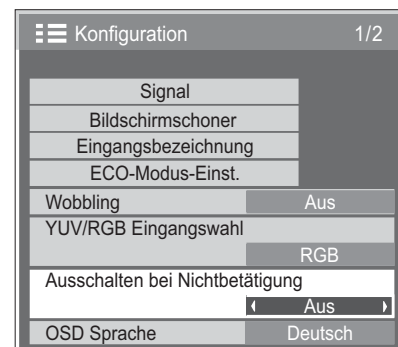 Konfiguration 1/2
Signal
Bildschirmschoner
Eingangsbezeichnung
ECO-Modus-Einst.
Wobbling Aus
YUV/RGB Eingangswahl
RGB
Ausschalten bei Nichtbetätigung
Aus
OSD Sprache Deutsch